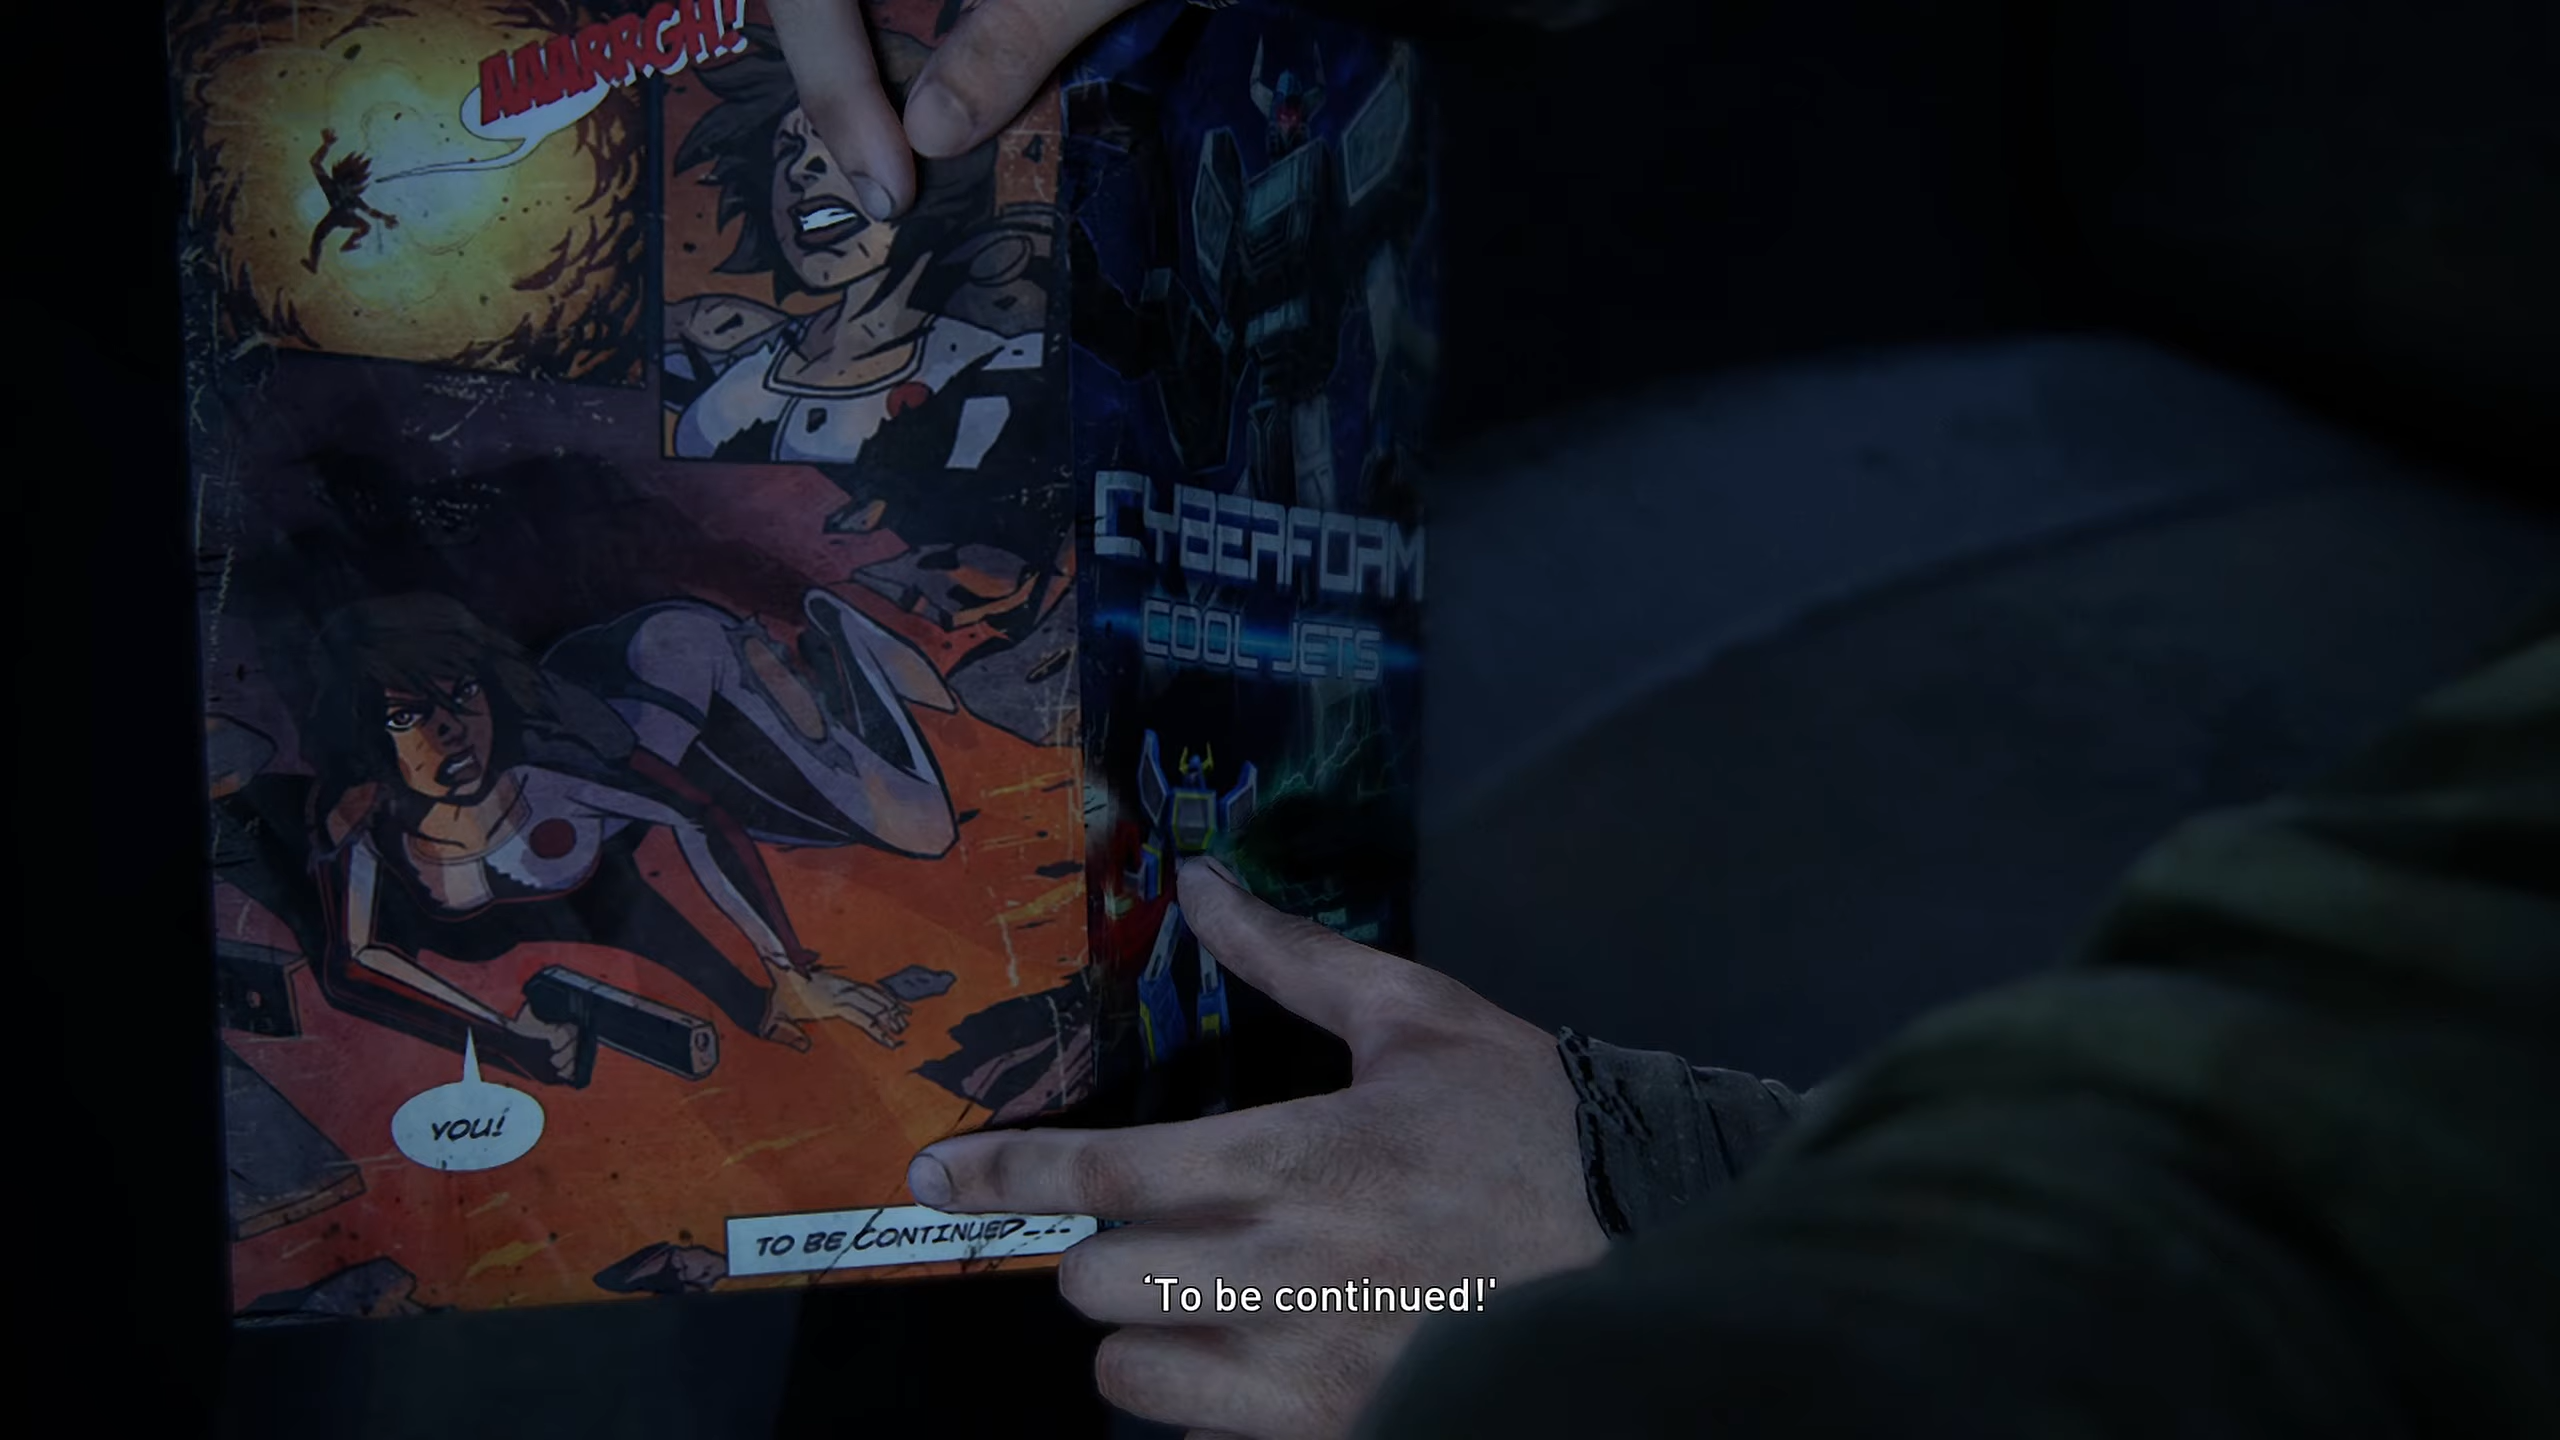 AAARRGH!
YOU!
TO BE CONTINUED---
CYBERFORM
COOL JETS
'To be continued!'